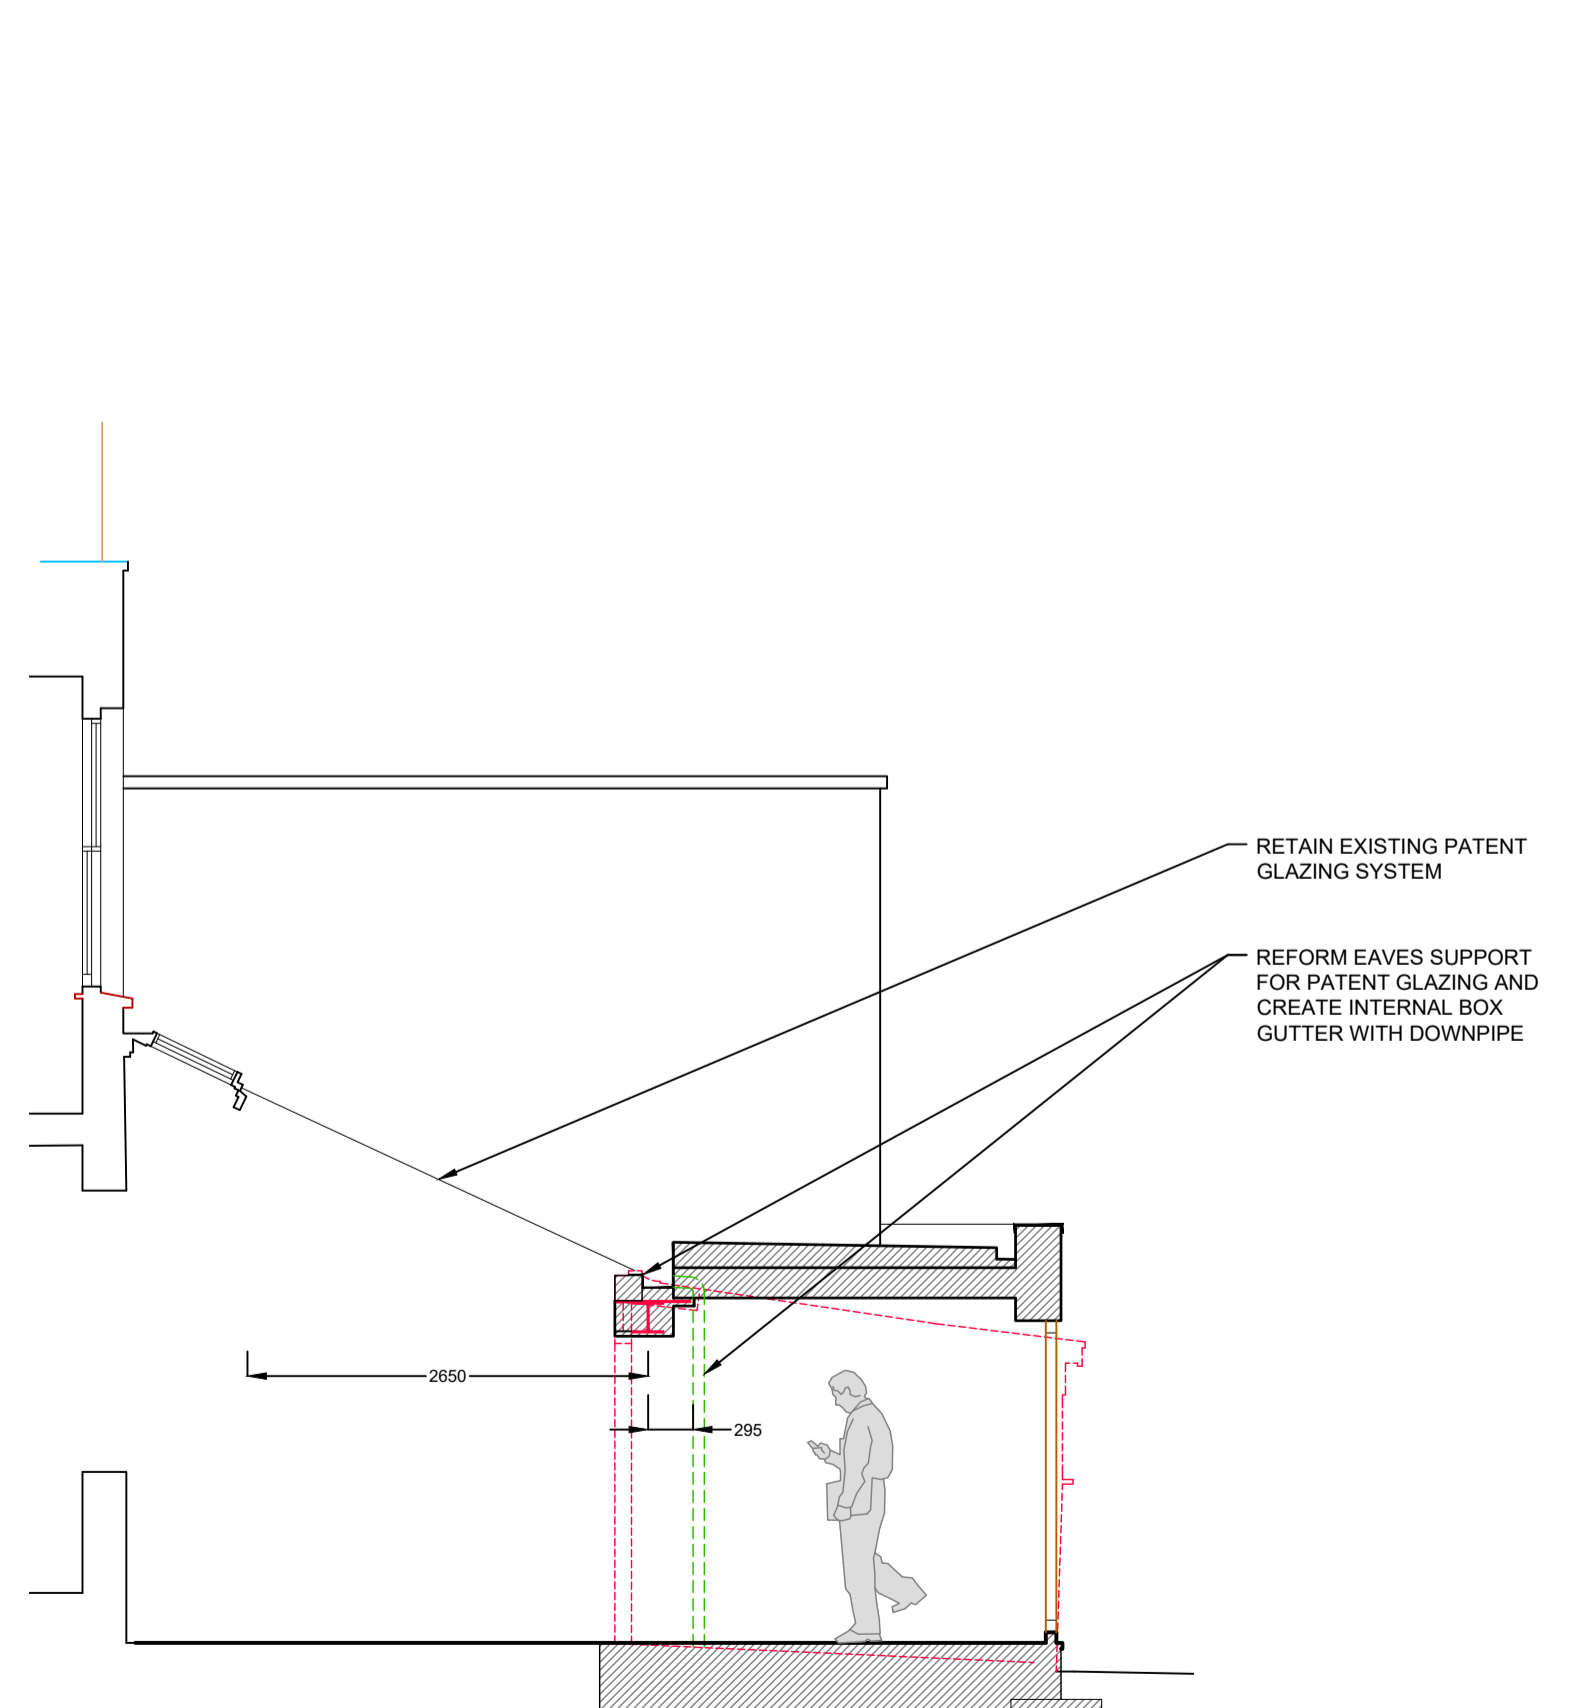 RETAIN EXISTING PATENT
GLAZING SYSTEM
REFORM EAVES SUPPORT
FOR PATENT GLAZING AND
CREATE INTERNAL BOX
GUTTER WITH DOWNPIPE
2650
295